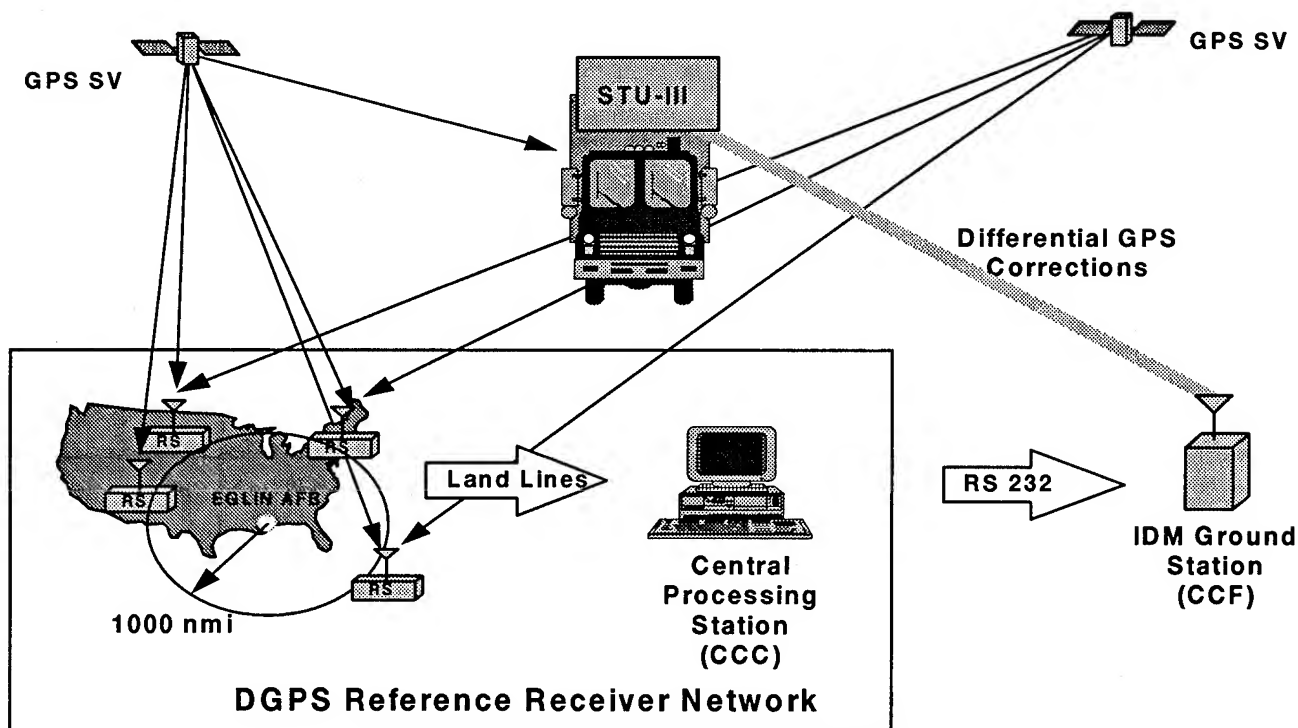 GPS SV
STU-III
GPS SV
Differential GPS
Corrections
RS
RS
RS
EGLIN AFB
RS
1000 nmi
Land Lines
Central
Processing
Station
(CCC)
RS 232
IDM Ground
Station
(CCF)
DGPS Reference Receiver Network